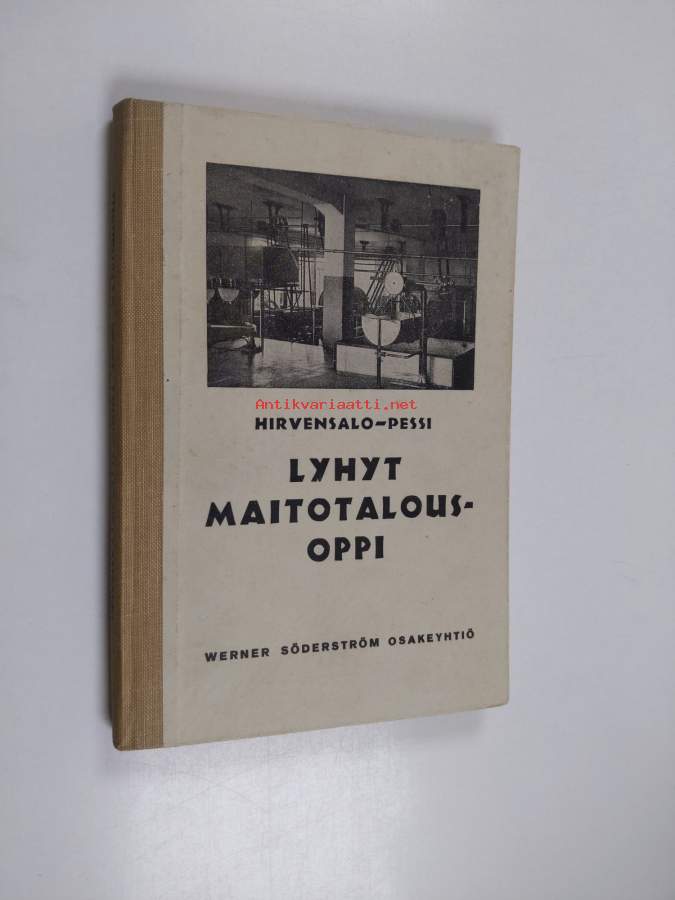 Antikvariaatti.net
HIRVENSALO-PESSI
LYHYT
MAITOTALOUS-
OPPI
WERNER SÖDERSTRÖM OSAKEYHTIÖ